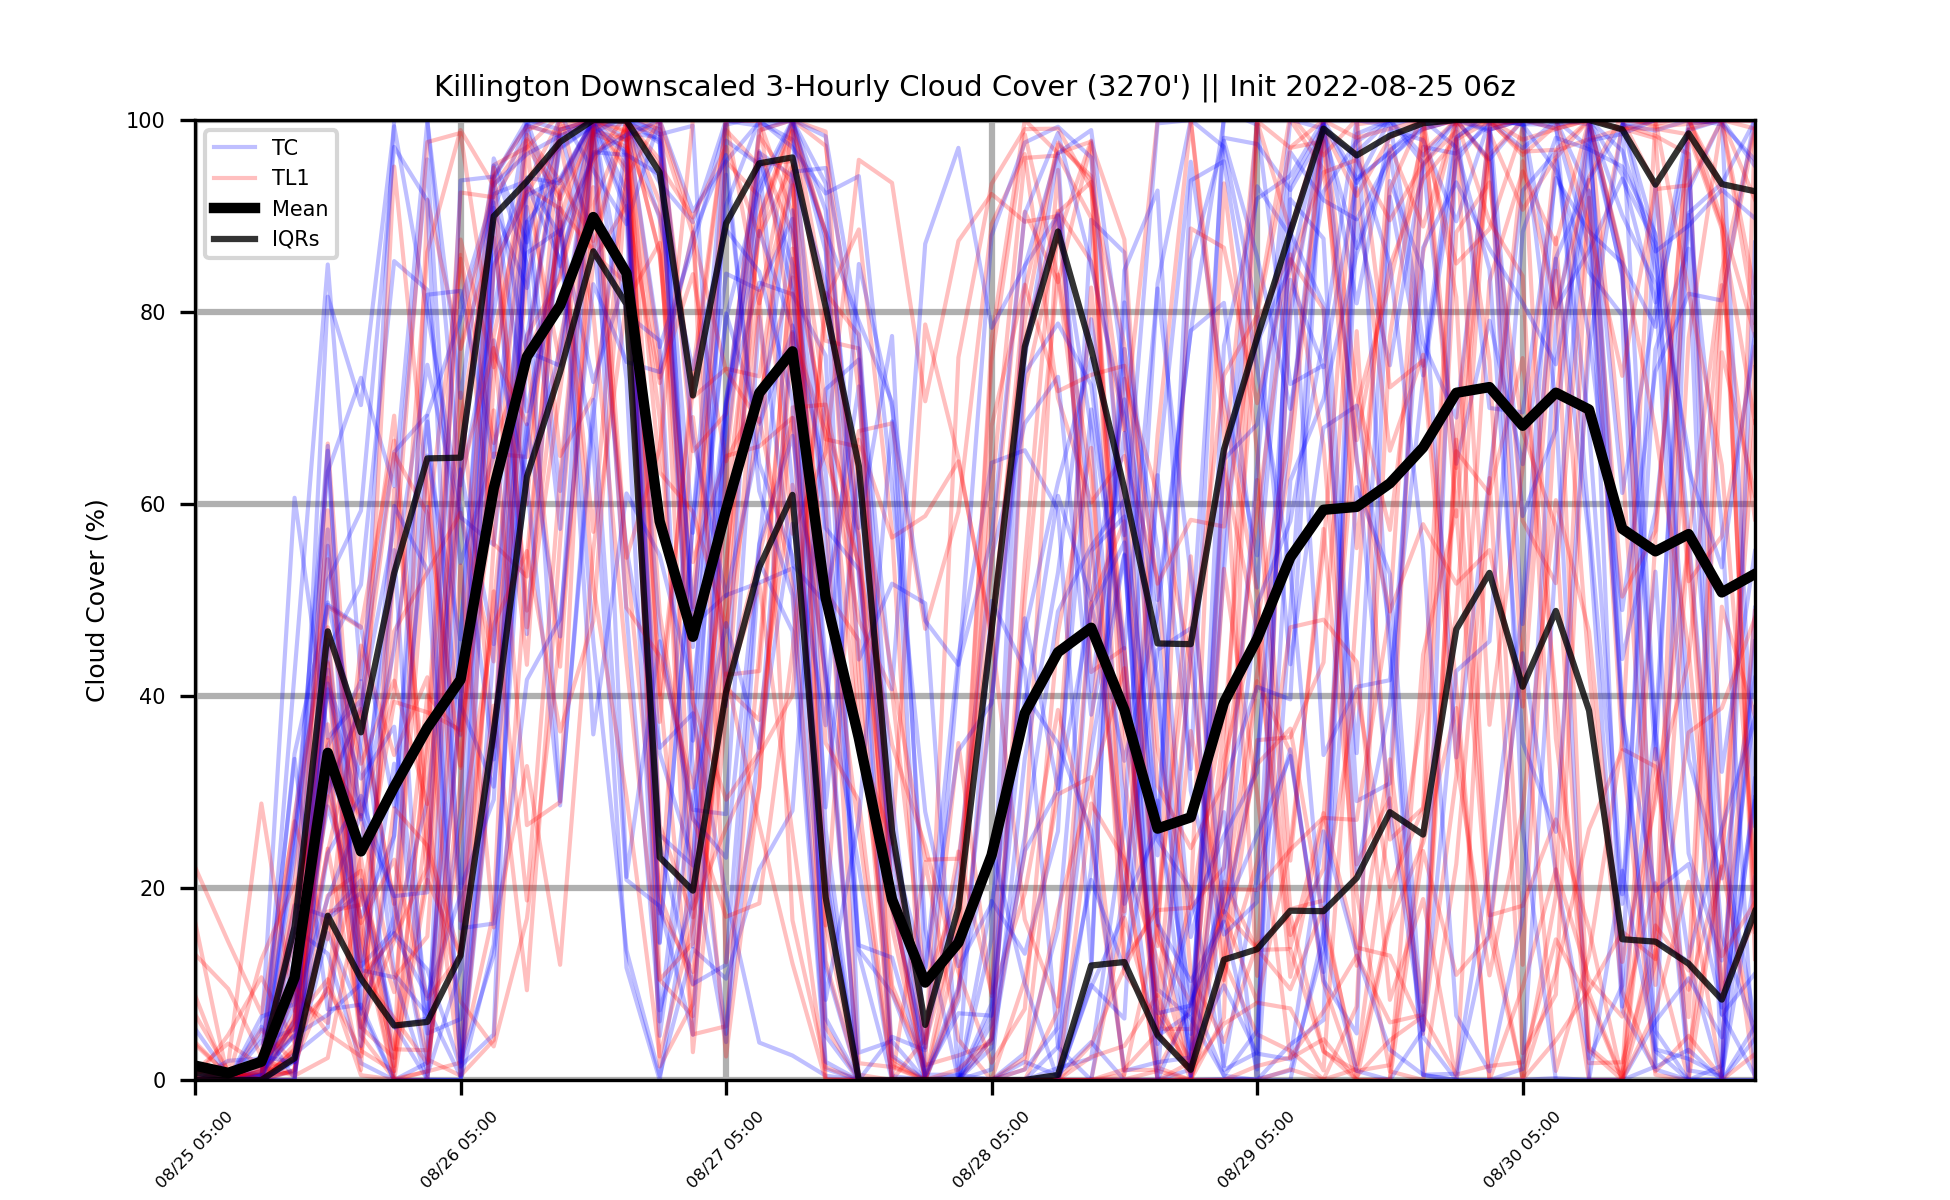 Killington Downscaled 3-Hourly Cloud Cover (3270') || Init 2022-08-25 06z
TC
TL1
Mean
IQRs
Cloud Cover (%)
100
80
60
40
20
0
08/25 05:00
08/26 05:00
08/27 05:00
08/28 05:00
08/29 05:00
08/30 05:00